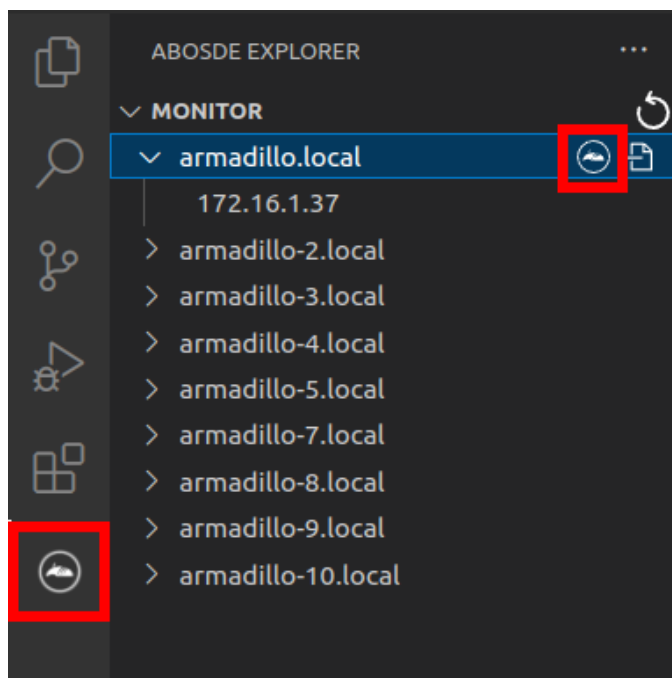 ABOSDE EXPLORER
MONITOR
armadillo.local
172.16.1.37
armadillo-2.local
armadillo-3.local
armadillo-4.local
armadillo-5.local
armadillo-7.local
armadillo-8.local
armadillo-9.local
armadillo-10.local